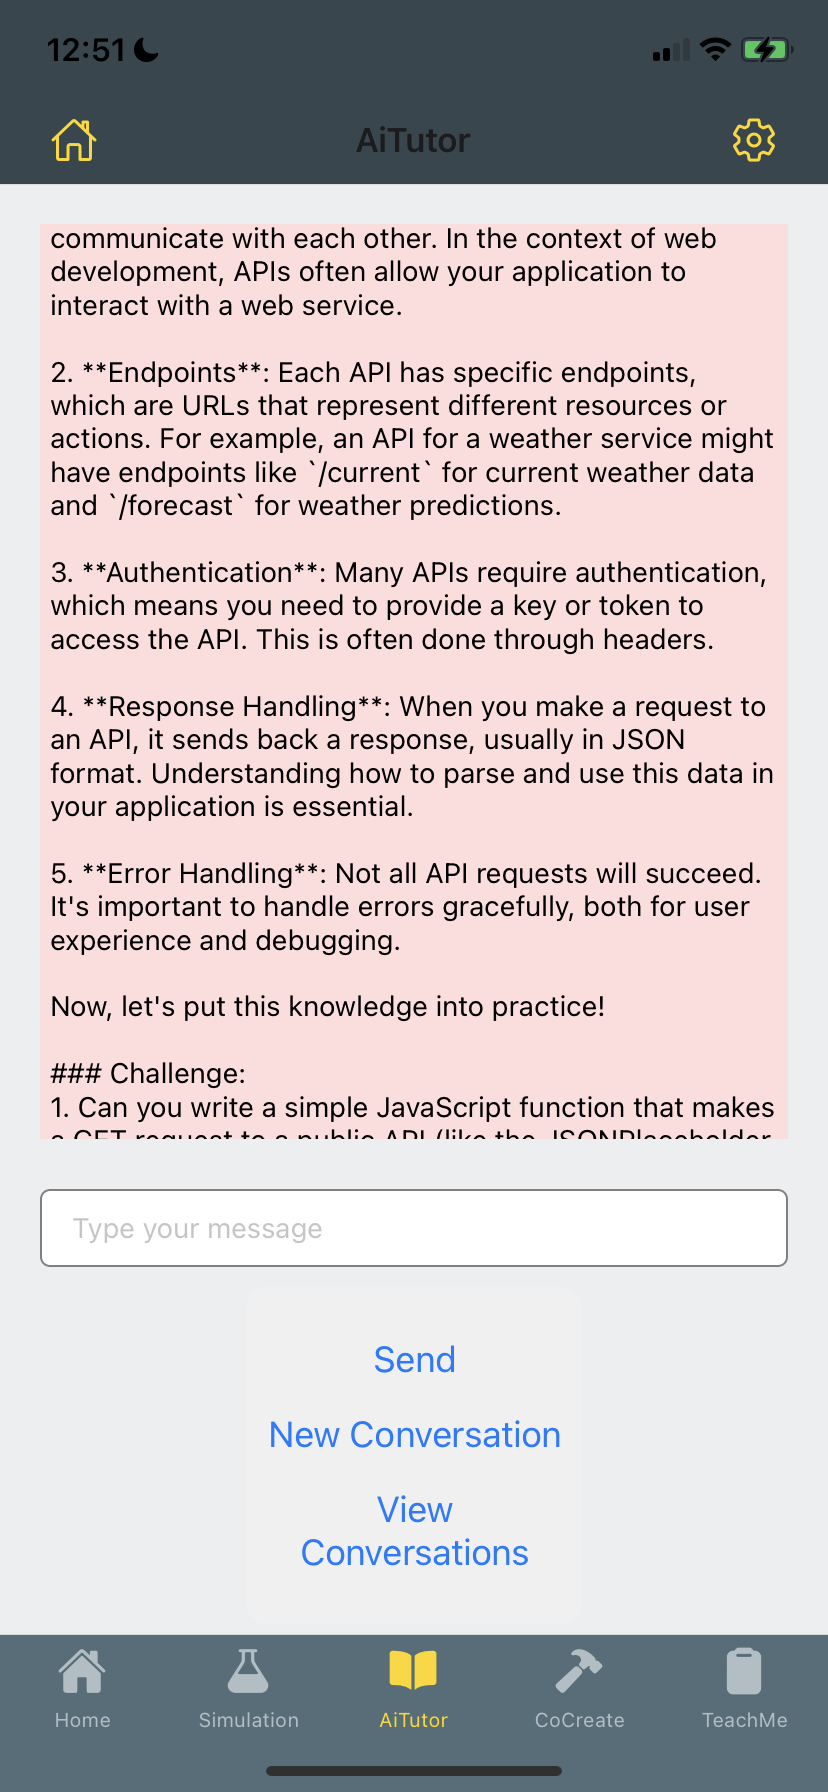 12:51
AiTutor
communicate with each other. In the context of web
development, APIs often allow your application to
interact with a web service.
2. **Endpoints**: Each API has specific endpoints,
which are URLs that represent different resources or
actions. For example, an API for a weather service might
have endpoints like `/current` for current weather data
and `/forecast` for weather predictions.
3. **Authentication**: Many APIs require authentication,
which means you need to provide a key or token to
access the API. This is often done through headers.
4. **Response Handling**: When you make a request to
an API, it sends back a response, usually in JSON
format. Understanding how to parse and use this data in
your application is essential.
5. **Error Handling**: Not all API requests will succeed.
It's important to handle errors gracefully, both for user
experience and debugging.
Now, let's put this knowledge into practice!
### Challenge:
1. Can you write a simple JavaScript function that makes
a GET request to a public API (like the JSONPlaceholder
Type your message
Send
New Conversation
View
Conversations
Home
Simulation
AiTutor
CoCreate
TeachMe